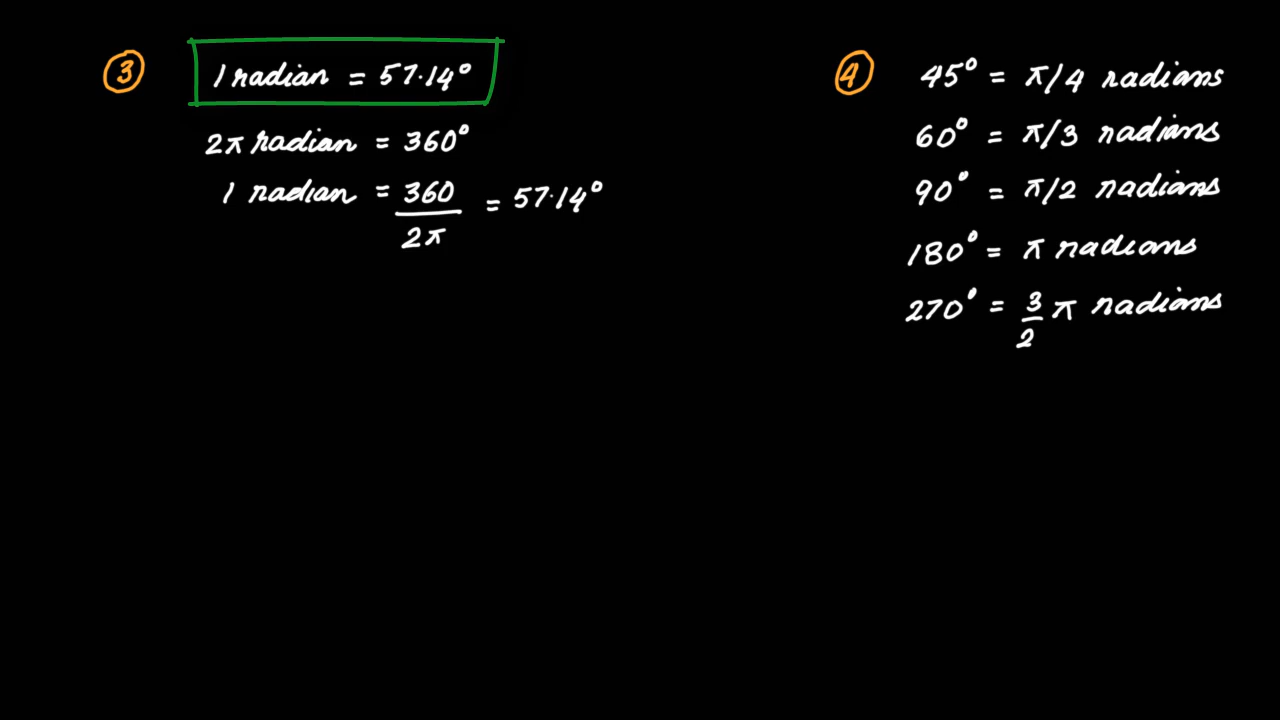 ③ 1 radian = 57.14°
2π radian = 360°
1 radian = 360/2π = 57.14°
④ 45° = π/4 radians
60° = π/3 radians
90° = π/2 radians
180° = π radians
270° = 3/2 π radians